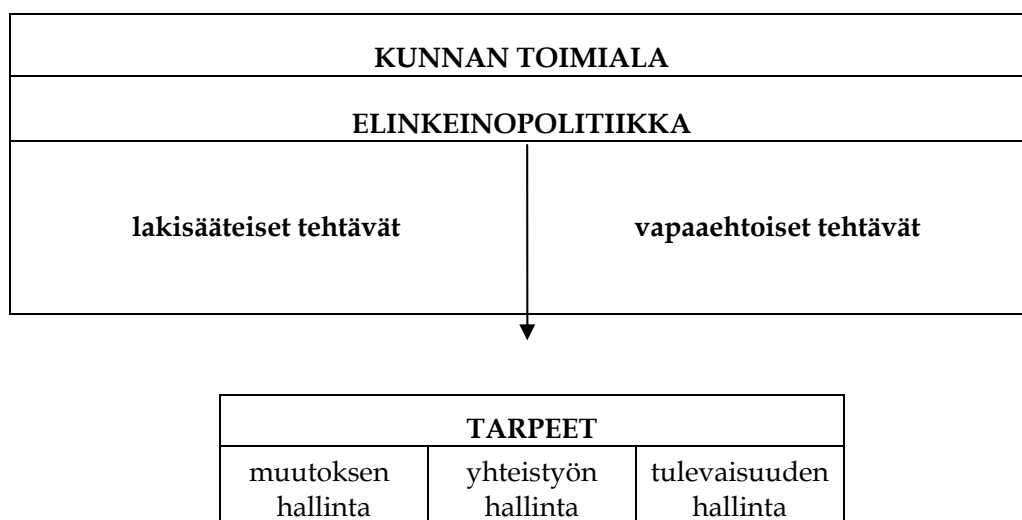 KUNNAN TOIMIALA
ELINKEINOPOLITIIKKA
lakisääteiset tehtävät
vapaaehtoiset tehtävät
TARPEET
muutoksen
hallinta
yhteistyön
hallinta
tulevaisuuden
hallinta